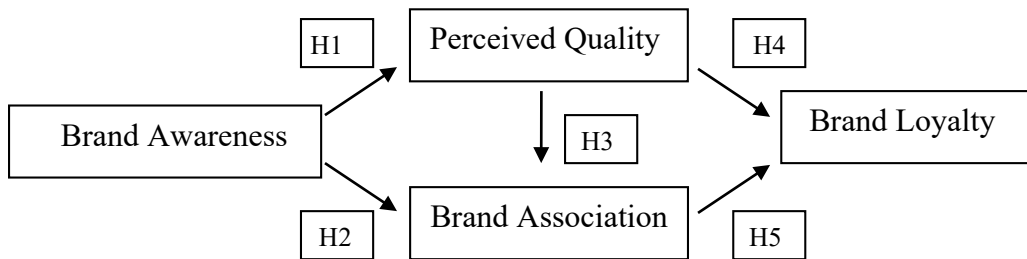 H1
Perceived Quality
H4
Brand Awareness
Brand Loyalty
H3
H2
Brand Association
H5